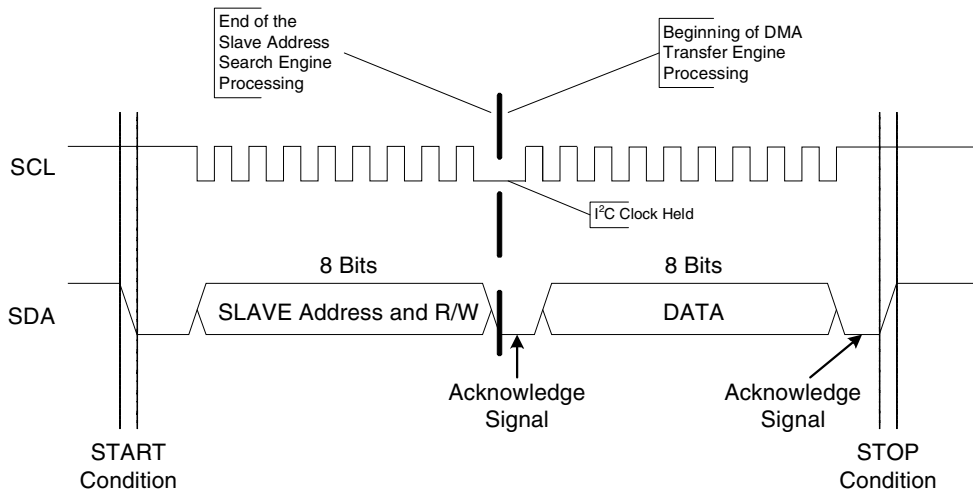 End of the
Slave Address
Search Engine
Processing
Beginning of DMA
Transfer Engine
Processing
SCL
I²C Clock Held
8 Bits
8 Bits
SDA
SLAVE Address and R/W
DATA
Acknowledge
Signal
Acknowledge
Signal
START
Condition
STOP
Condition